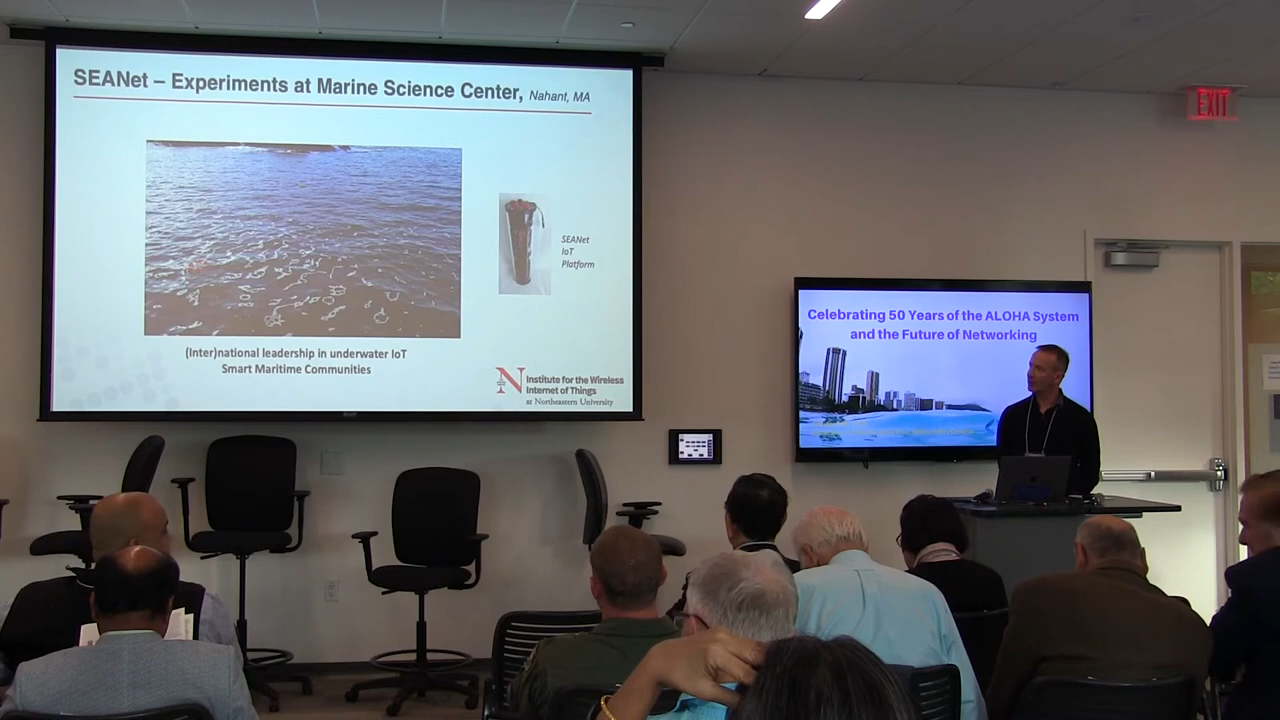 SEANet – Experiments at Marine Science Center, Nahant, MA
SEANet
IoT
Platform
(Inter)national leadership in underwater IoT
Smart Maritime Communities
N
Institute for the Wireless
Internet of Things
at Northeastern University
EXIT
Celebrating 50 Years of the ALOHA System
and the Future of Networking